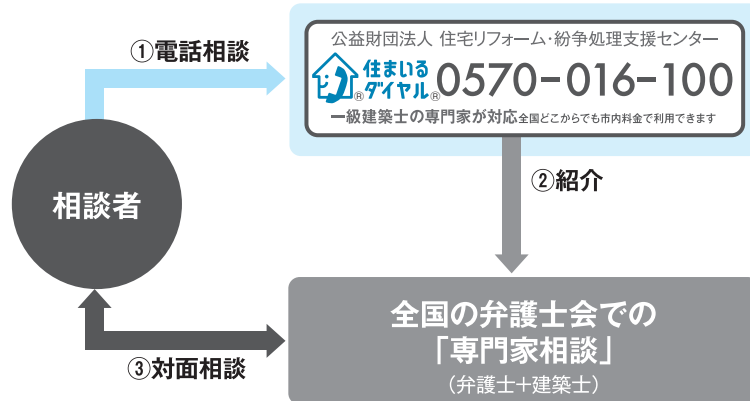 ①電話相談
公益財団法人 住宅リフォーム・紛争処理支援センター
住まいる
ダイヤル
®
®
0570-016-100
一級建築士の専門家が対応 全国どこからでも市内料金で利用できます
②紹介
相談者
全国の弁護士会での
「専門家相談」
（弁護士+建築士）
③対面相談